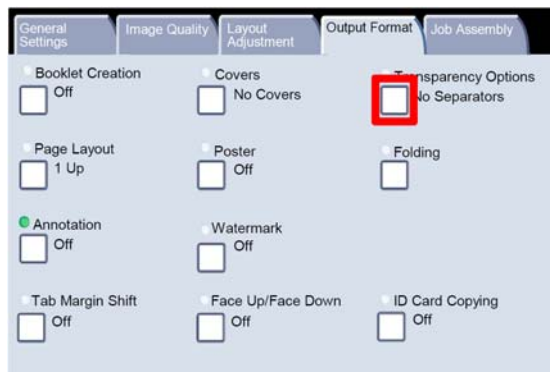 General Settings
Image Quality
Layout Adjustment
Output Format
Job Assembly
Booklet Creation
Off
Covers
No Covers
Transparency Options
No Separators
Page Layout
1 Up
Poster
Off
Folding
Annotation
Off
Watermark
Off
Tab Margin Shift
Off
Face Up/Face Down
Off
ID Card Copying
Off